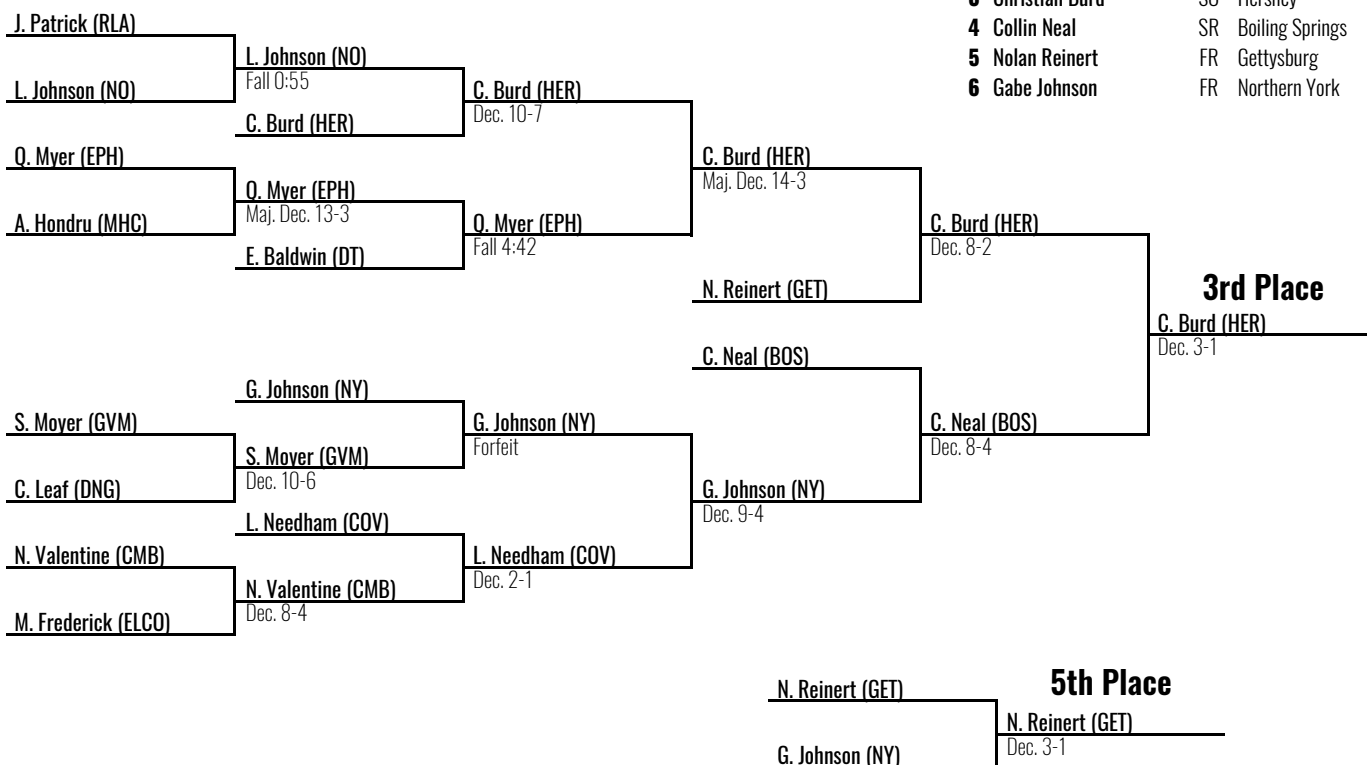 3 Christian Burd SO Hershey
4 Collin Neal SR Boiling Springs
5 Nolan Reinert FR Gettysburg
6 Gabe Johnson FR Northern York
J. Patrick (RLA)
L. Johnson (NO)
L. Johnson (NO)
Fall 0:55
C. Burd (HER)
C. Burd (HER)
Dec. 10-7
Q. Myer (EPH)
A. Hondru (MHC)
Q. Myer (EPH)
Maj. Dec. 13-3
E. Baldwin (DT)
Q. Myer (EPH)
Fall 4:42
C. Burd (HER)
Maj. Dec. 14-3
N. Reinert (GET)
C. Burd (HER)
Dec. 8-2
3rd Place
C. Burd (HER)
Dec. 3-1
C. Neal (BOS)
C. Neal (BOS)
Dec. 8-4
G. Johnson (NY)
S. Moyer (GVM)
C. Leaf (DNG)
S. Moyer (GVM)
Dec. 10-6
G. Johnson (NY)
Forfeit
G. Johnson (NY)
Dec. 9-4
L. Needham (COV)
N. Valentine (CMB)
M. Frederick (ELCO)
N. Valentine (CMB)
Dec. 8-4
L. Needham (COV)
Dec. 2-1
5th Place
N. Reinert (GET)
G. Johnson (NY)
N. Reinert (GET)
Dec. 3-1